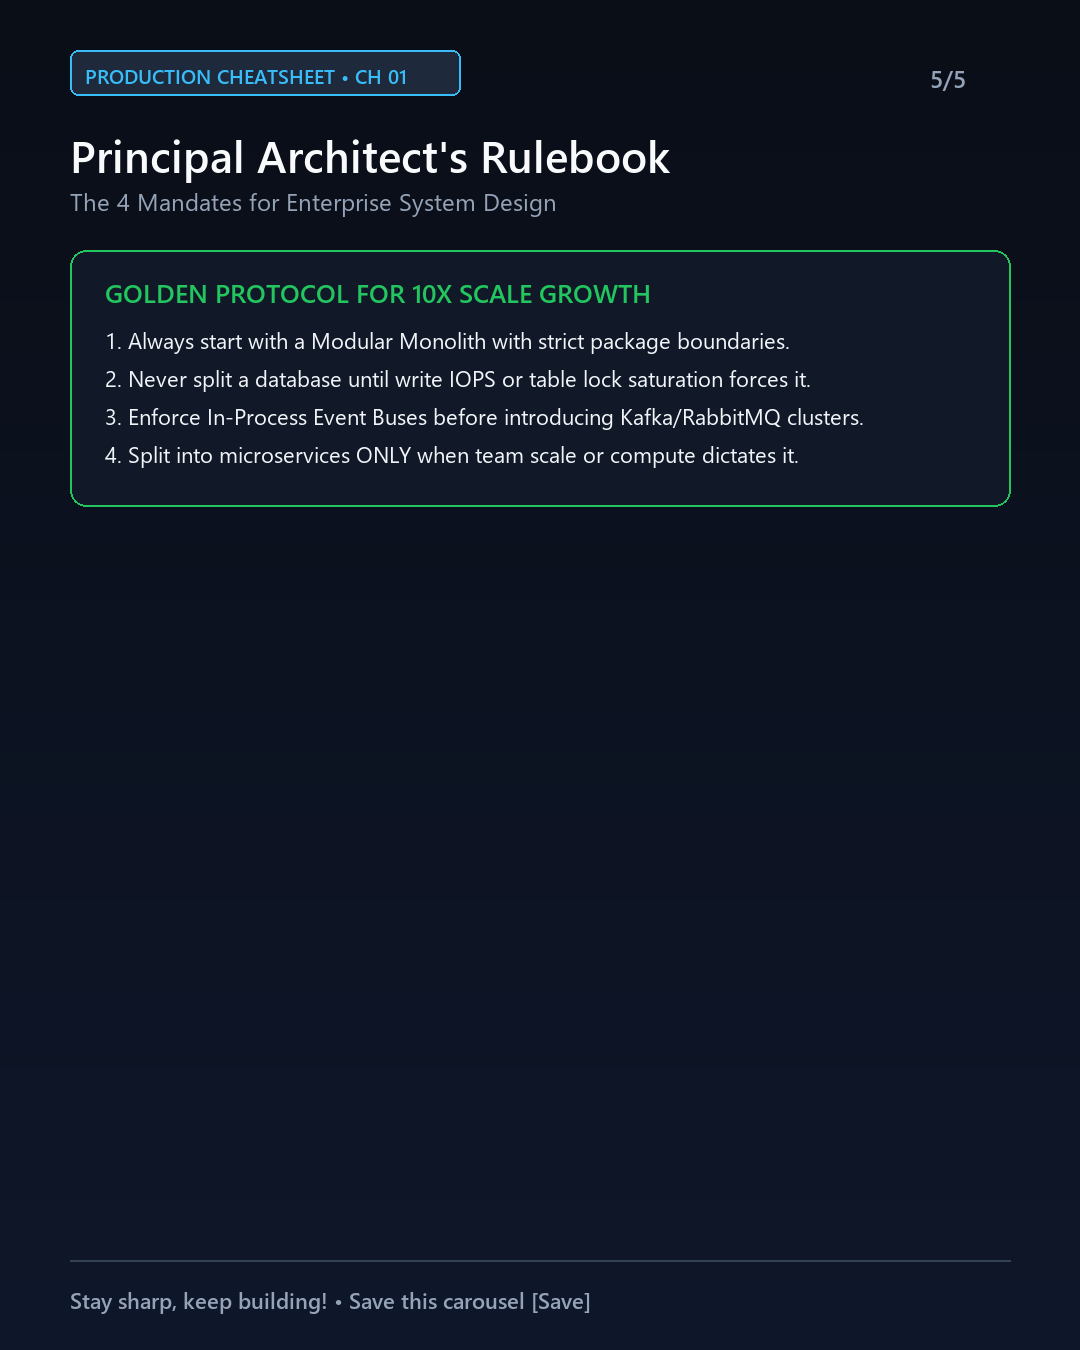 PRODUCTION CHEATSHEET • CH 01
5/5
Principal Architect's Rulebook
The 4 Mandates for Enterprise System Design
GOLDEN PROTOCOL FOR 10X SCALE GROWTH
1. Always start with a Modular Monolith with strict package boundaries.
2. Never split a database until write IOPS or table lock saturation forces it.
3. Enforce In-Process Event Buses before introducing Kafka/RabbitMQ clusters.
4. Split into microservices ONLY when team scale or compute dictates it.
Stay sharp, keep building! • Save this carousel [Save]